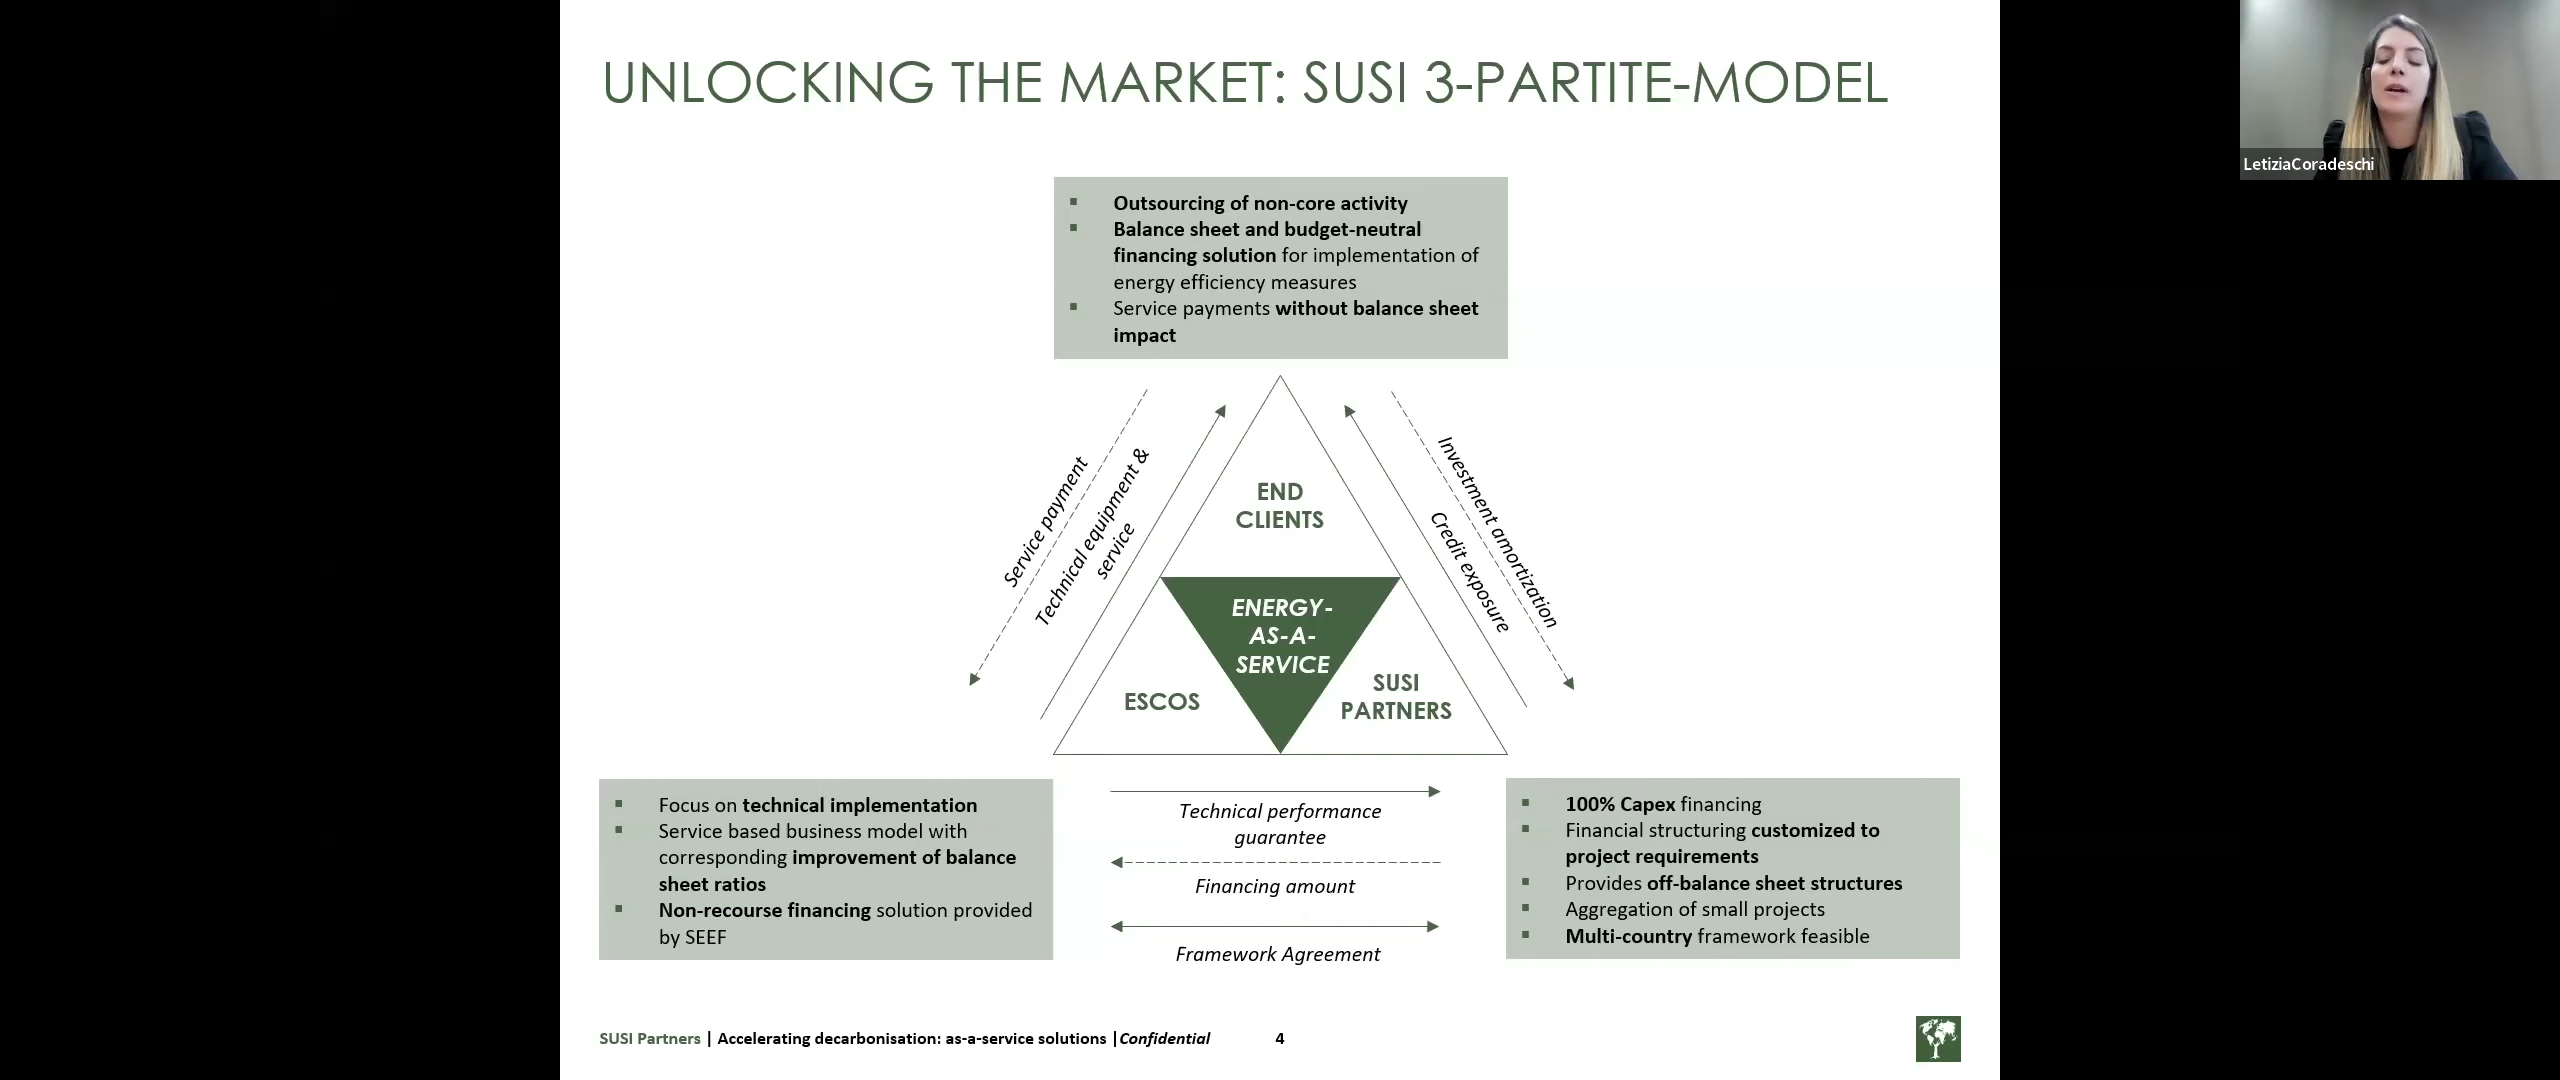 UNLOCKING THE MARKET: SUSI 3-PARTITE-MODEL
LetiziaCoradeschi
Outsourcing of non-core activity
Balance sheet and budget-neutral
financing solution for implementation of
energy efficiency measures
Service payments without balance sheet
impact
Service payment
Technical equipment &
service
Investment amortization
Credit exposure
END
CLIENTS
ENERGY-
AS-A-
SERVICE
ESCOS
SUSI
PARTNERS
Focus on technical implementation
Service based business model with
corresponding improvement of balance
sheet ratios
Non-recourse financing solution provided
by SEEF
Technical performance
guarantee
Financing amount
Framework Agreement
100% Capex financing
Financial structuring customized to
project requirements
Provides off-balance sheet structures
Aggregation of small projects
Multi-country framework feasible
SUSI Partners | Accelerating decarbonisation: as-a-service solutions |Confidential 4